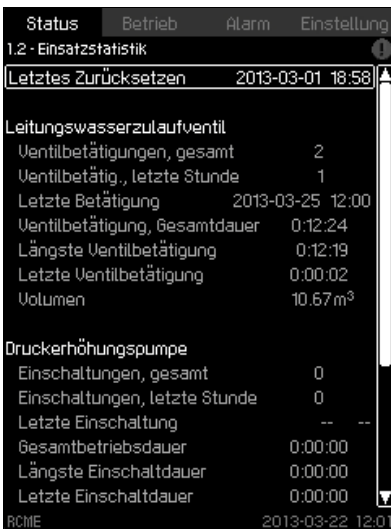 Status Betrieb Alarm Einstellung
1.2 - Einsatzstatistik
Letztes Zurücksetzen 2013-03-01 18:58
Leitungswasserzulaufventil
Ventilbetätigungen, gesamt 2
Ventilbetätig., letzte Stunde 1
Letzte Betätigung 2013-03-25 12:00
Ventilbetätigung, Gesamtdauer 0:12:24
Längste Ventilbetätigung 0:12:19
Letzte Ventilbetätigung 0:00:02
Volumen 10.67m³
Druckerhöhungspumpe
Einschaltungen, gesamt 0
Einschaltungen, letzte Stunde 0
Letzte Einschaltung -- --
Gesamtbetriebsdauer 0:00:00
Längste Einschaltdauer 0:00:00
Letzte Einschaltdauer 0:00:00
RCME 2013-03-22 12:01